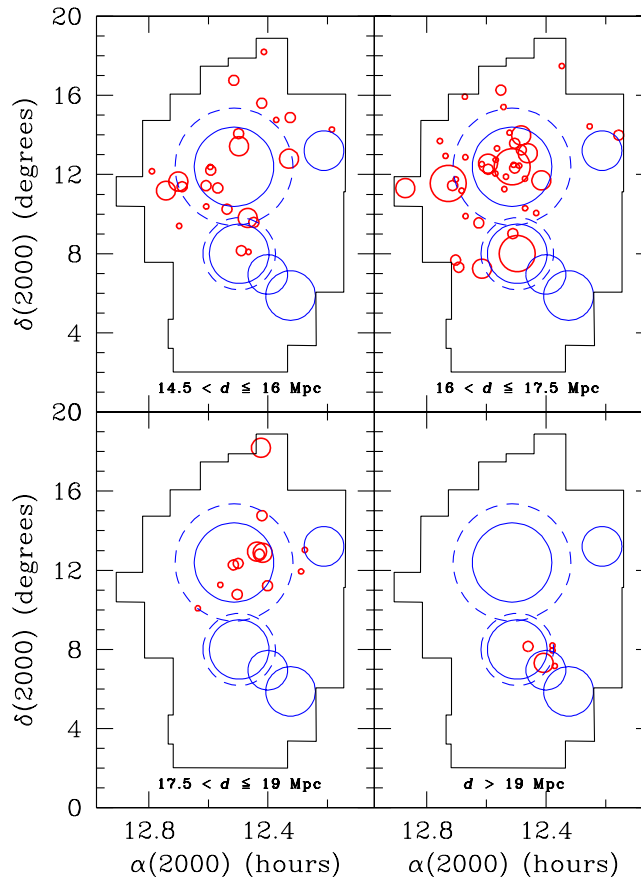 20
16
12
8
4
δ(2000) (degrees)
14.5 < d ≦ 16 Mpc
16 < d ≦ 17.5 Mpc
20
16
12
8
4
0
δ(2000) (degrees)
17.5 < d ≦ 19 Mpc
d > 19 Mpc
12.8 12.4 12.8 12.4
α(2000) (hours) α(2000) (hours)